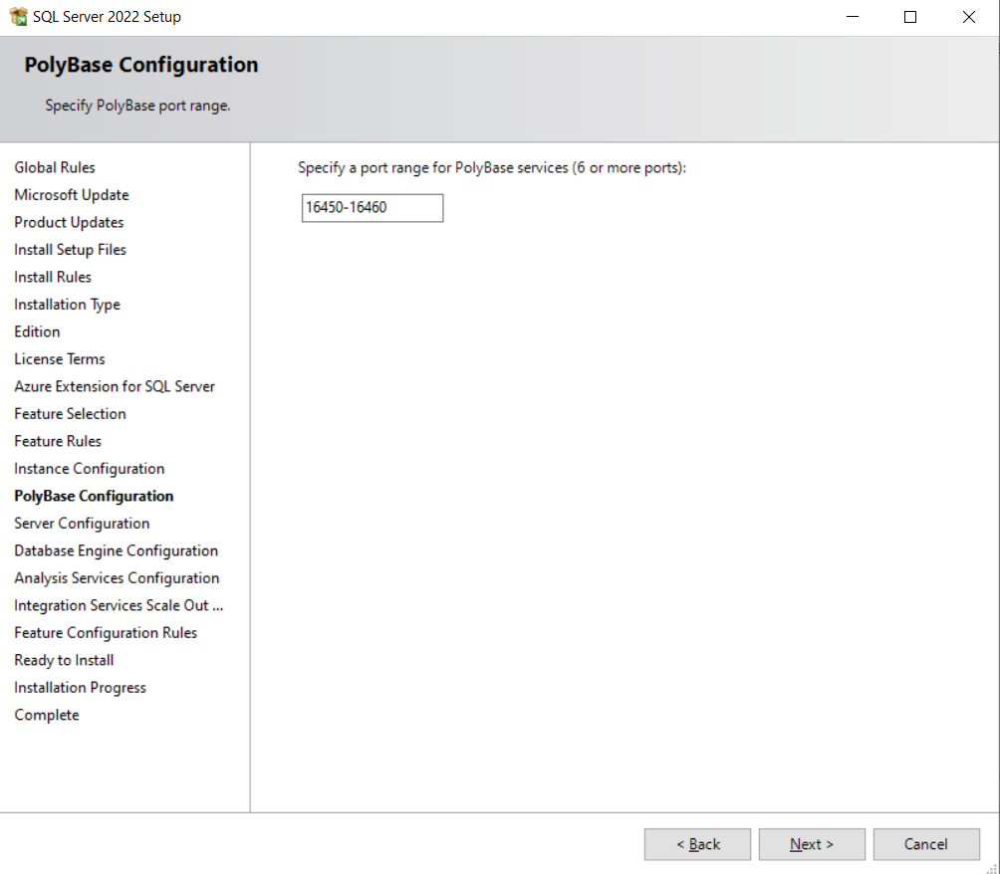 SQL Server 2022 Setup
PolyBase Configuration
Specify PolyBase port range.
Global Rules
Microsoft Update
Product Updates
Install Setup Files
Install Rules
Installation Type
Edition
License Terms
Azure Extension for SQL Server
Feature Selection
Feature Rules
Instance Configuration
PolyBase Configuration
Server Configuration
Database Engine Configuration
Analysis Services Configuration
Integration Services Scale Out ...
Feature Configuration Rules
Ready to Install
Installation Progress
Complete
Specify a port range for PolyBase services (6 or more ports):
16450-16460
< Back
Next >
Cancel